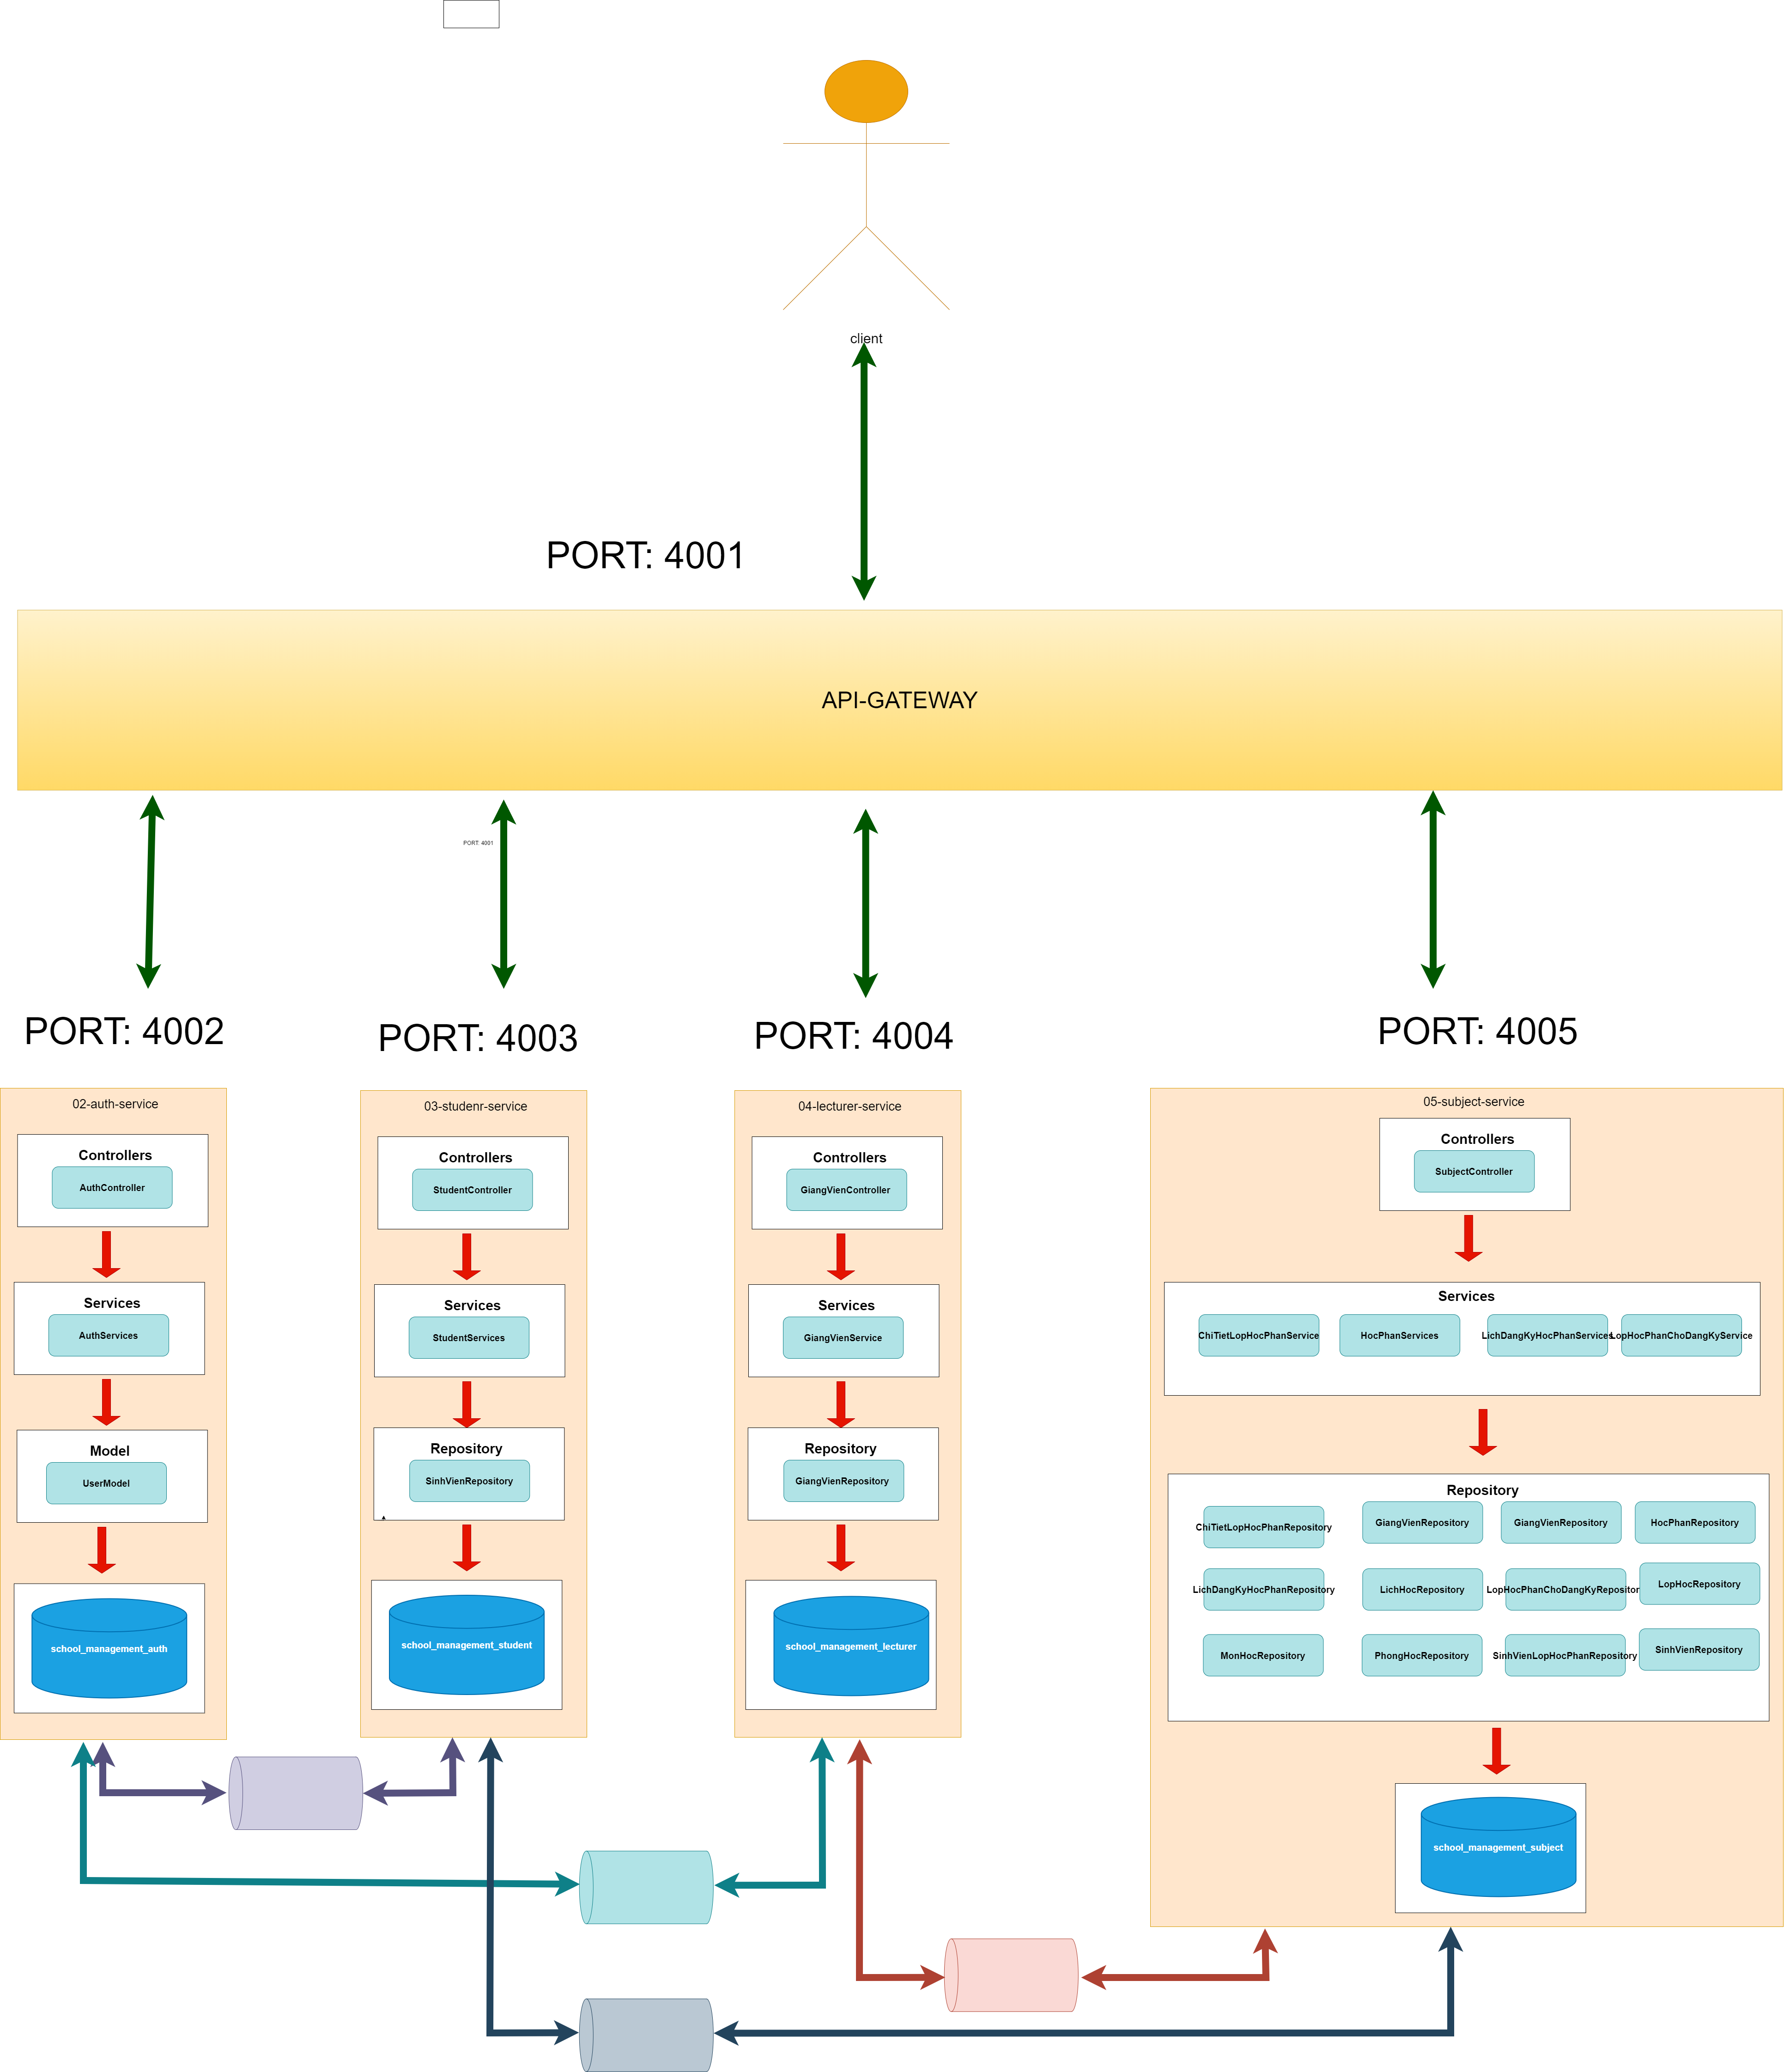 client
PORT: 4001
API-GATEWAY
PORT: 4001
PORT: 4002
PORT: 4003
PORT: 4004
PORT: 4005
02-auth-service
Controllers
AuthController
Services
AuthServices
Model
UserModel
school_management_auth
03-studenr-service
Controllers
StudentController
Services
StudentServices
Repository
SinhVienRepository
school_management_student
04-lecturer-service
Controllers
GiangVienController
Services
GiangVienService
Repository
GiangVienRepository
school_management_lecturer
05-subject-service
Controllers
SubjectController
Services
ChiTietLopHocPhanService
HocPhanServices
LichDangKyHocPhanServices
LopHocPhanChoDangKyService
Repository
ChiTietLopHocPhanRepository
GiangVienRepository
GiangVienRepository
HocPhanRepository
LichDangKyHocPhanRepository
LichHocRepository
LopHocPhanChoDangKyRepositor
LopHocRepository
MonHocRepository
PhongHocRepository
SinhVienLopHocPhanRepository
SinhVienRepository
school_management_subject